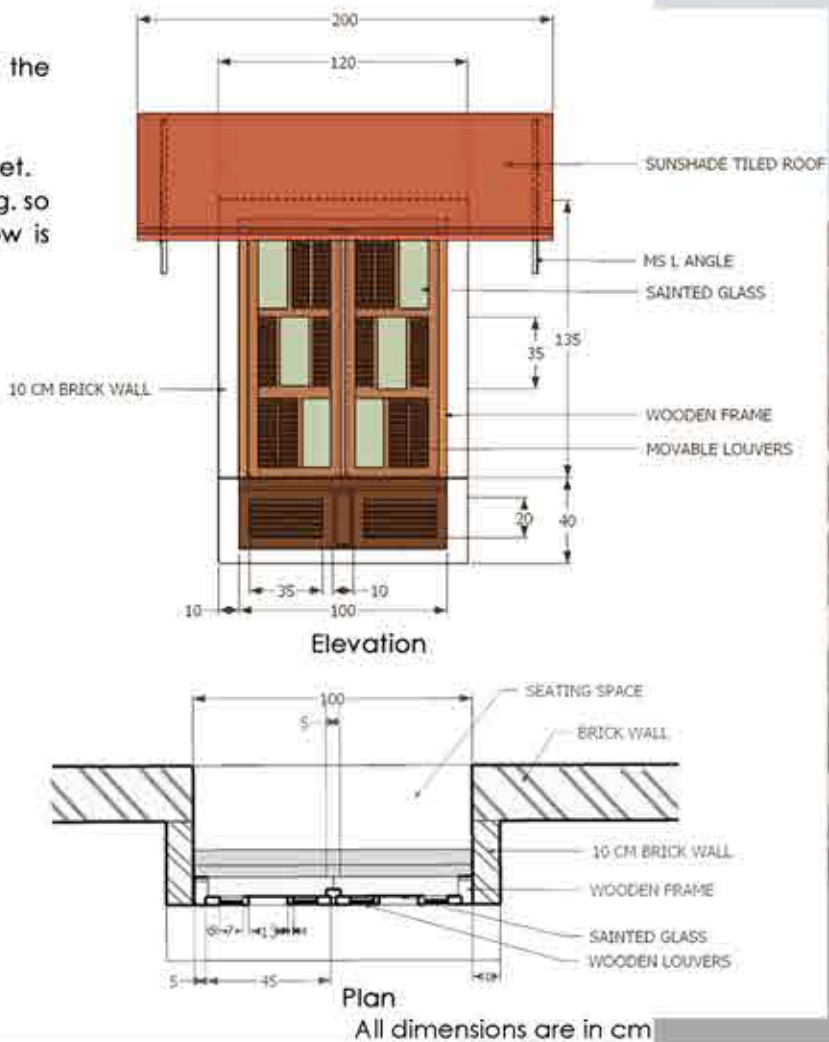 the
et.
g. so
w is
200
120
SUNSHADE TILED ROOF
MS L ANGLE
SAINTED GLASS
135
35
10 CM BRICK WALL
WOODEN FRAME
MOVABLE LOUVERS
20
40
35
10
10
100
Elevation
100
SEATING SPACE
5
BRICK WALL
10 CM BRICK WALL
WOODEN FRAME
SAINTED GLASS
WOODEN LOUVERS
5
45
Plan
All dimensions are in cm